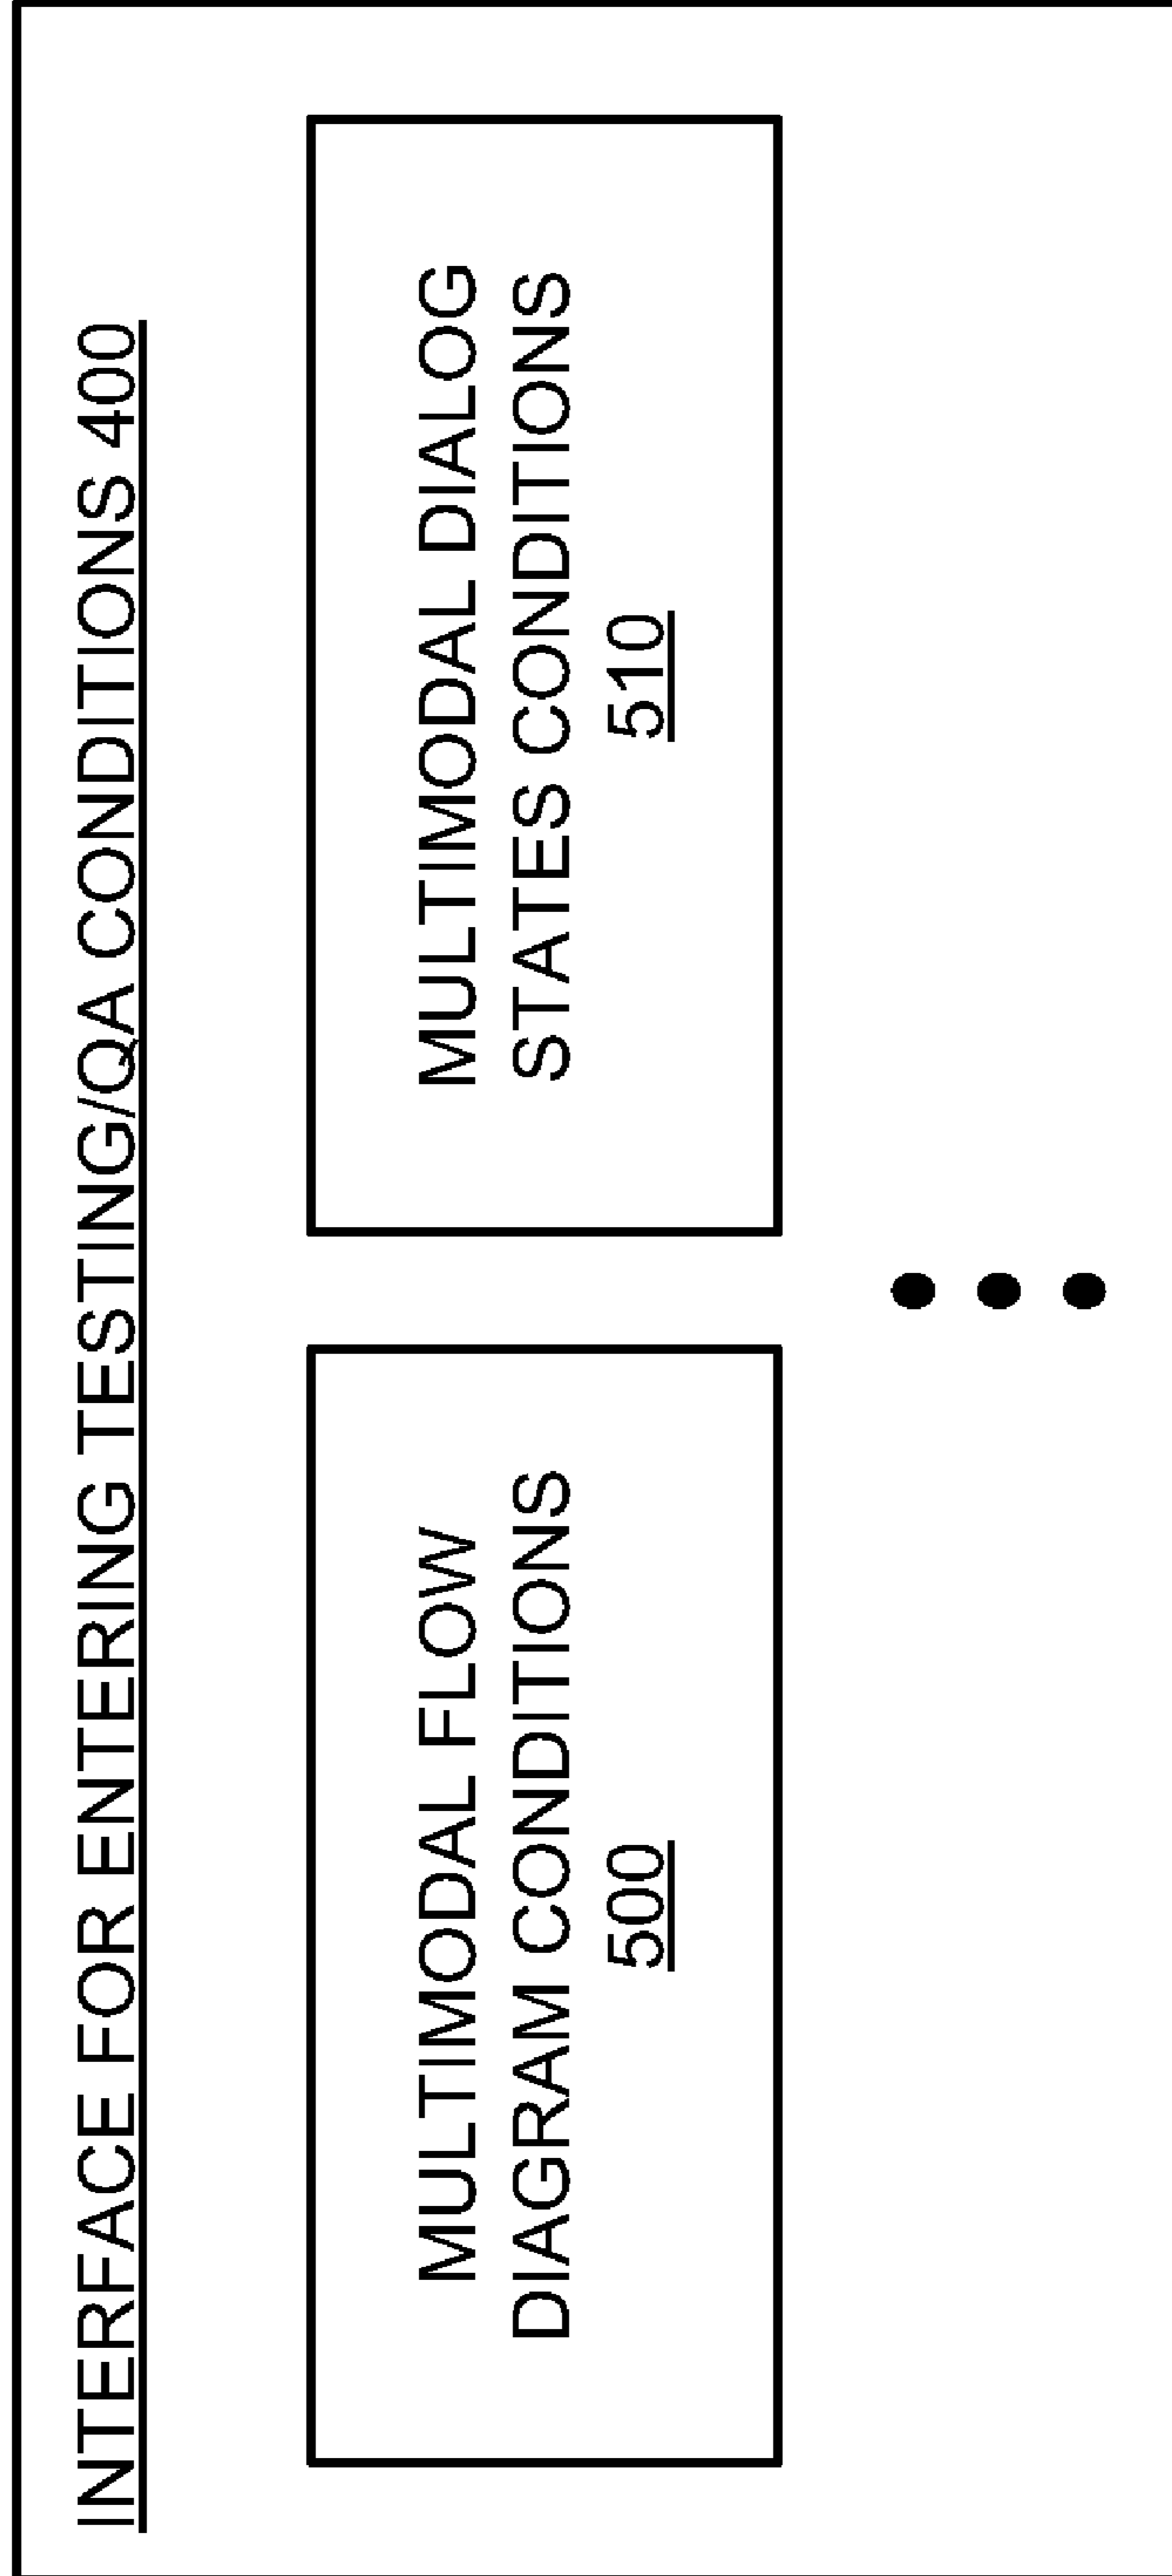 INTERFACE FOR ENTERING TESTING/QA CONDITIONS 400
MULTIMODAL FLOW
DIAGRAM CONDITIONS
500
MULTIMODAL DIALOG
STATES CONDITIONS
510